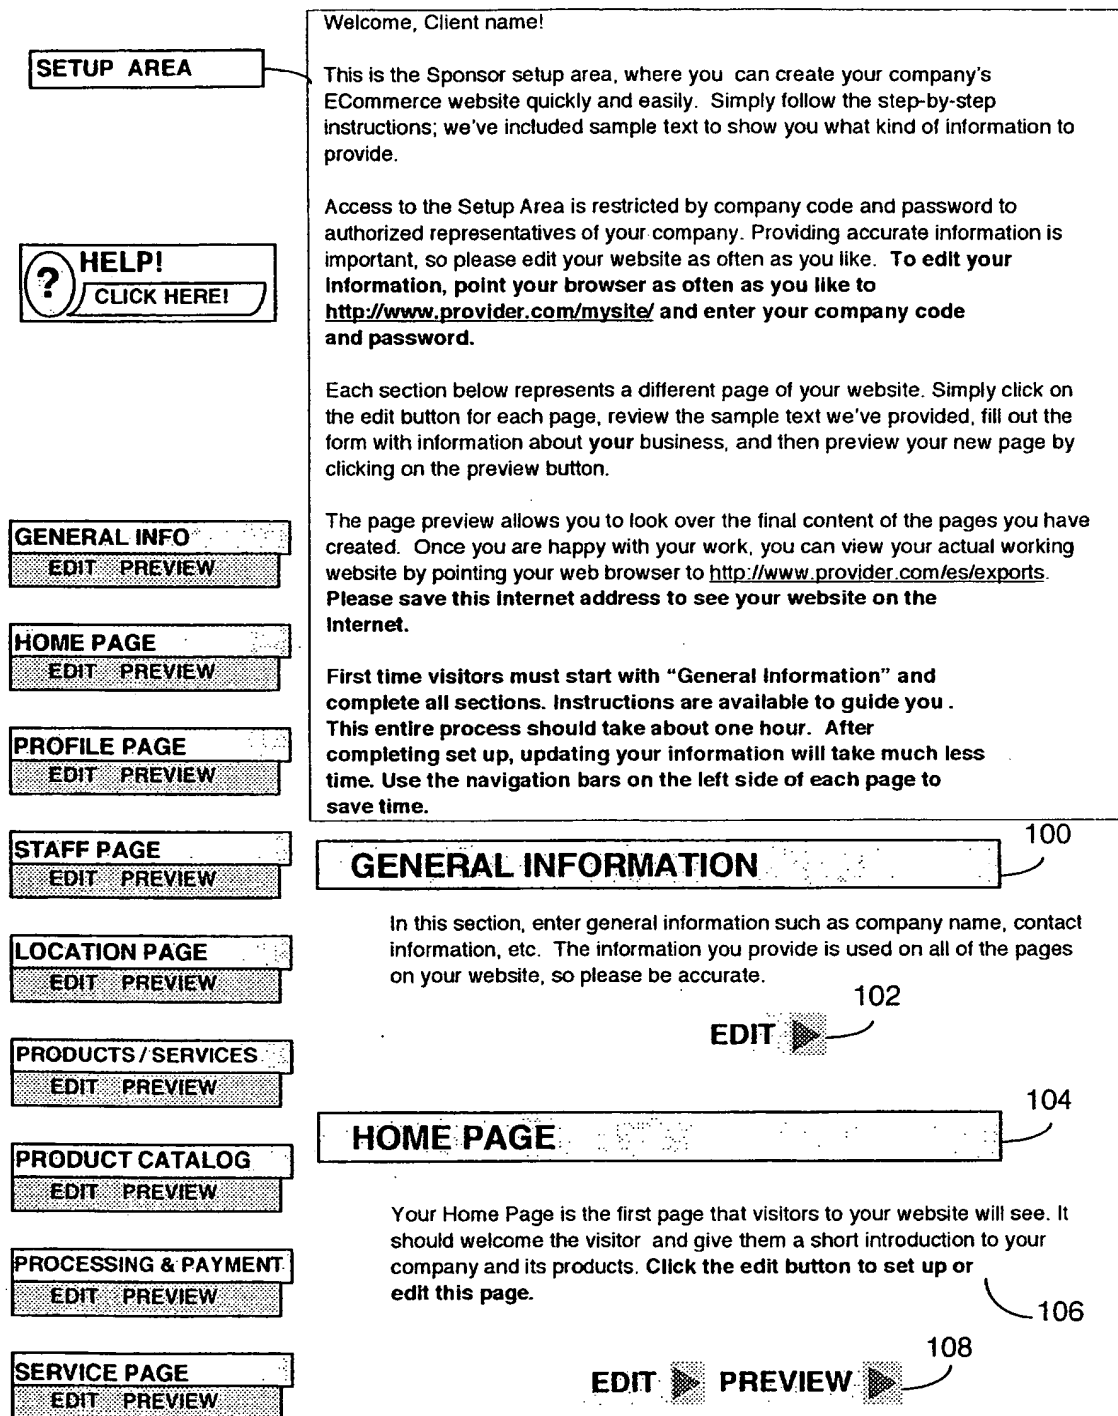 SETUP AREA
HELP!
?
CLICK HERE!
GENERAL INFO
EDIT PREVIEW
HOME PAGE
EDIT PREVIEW
PROFILE PAGE
EDIT PREVIEW
STAFF PAGE
EDIT PREVIEW
LOCATION PAGE
EDIT PREVIEW
PRODUCTS / SERVICES
EDIT PREVIEW
PRODUCT CATALOG
EDIT PREVIEW
PROCESSING & PAYMENT
EDIT PREVIEW
SERVICE PAGE
EDIT PREVIEW
Welcome, Client name!
This is the Sponsor setup area, where you can create your company's
ECommerce website quickly and easily. Simply follow the step-by-step
instructions; we've included sample text to show you what kind of information to
provide.
Access to the Setup Area is restricted by company code and password to
authorized representatives of your company. Providing accurate information is
important, so please edit your website as often as you like. To edit your
information, point your browser as often as you like to
http://www.provider.com/mysite/ and enter your company code
and password.
Each section below represents a different page of your website. Simply click on
the edit button for each page, review the sample text we've provided, fill out the
form with information about your business, and then preview your new page by
clicking on the preview button.
The page preview allows you to look over the final content of the pages you have
created. Once you are happy with your work, you can view your actual working
website by pointing your web browser to http://www.provider.com/es/exports.
Please save this Internet address to see your website on the
Internet.
First time visitors must start with “General Information” and
complete all sections. Instructions are available to guide you .
This entire process should take about one hour. After
completing set up, updating your information will take much less
time. Use the navigation bars on the left side of each page to
save time.
100
GENERAL INFORMATION
In this section, enter general information such as company name, contact
information, etc. The information you provide is used on all of the pages
on your website, so please be accurate.
102
EDIT
104
HOME PAGE
Your Home Page is the first page that visitors to your website will see. It
should welcome the visitor and give them a short introduction to your
company and its products. Click the edit button to set up or
edit this page.
106
108
EDIT PREVIEW